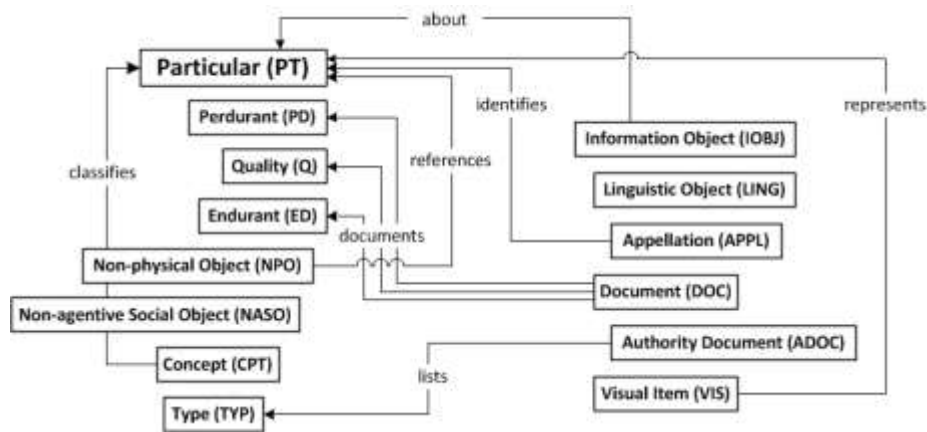 about
Particular (PT)
identifies
represents
Perdurant (PD)
Information Object (IOBJ)
classifies
Quality (Q)
references
Linguistic Object (LING)
Endurant (ED)
documents
Appellation (APPL)
Non-physical Object (NPO)
Document (DOC)
Non-agentive Social Object (NASO)
Authority Document (ADOC)
Concept (CPT)
lists
Visual Item (VIS)
Type (TYP)